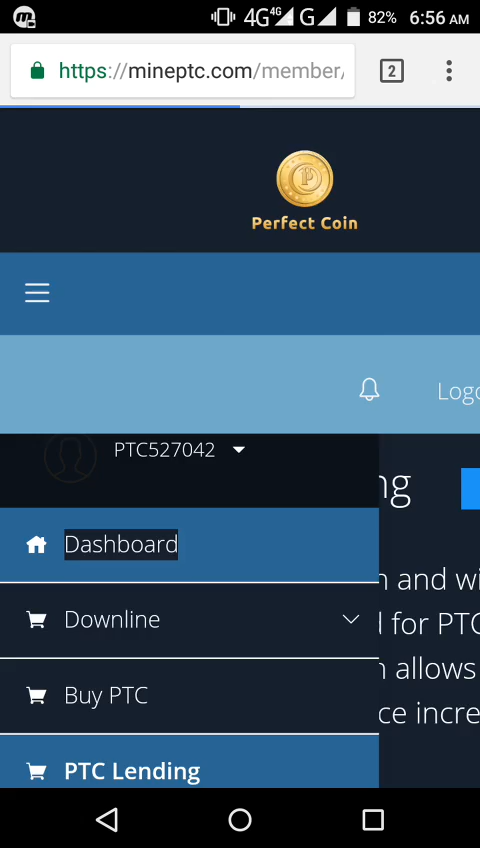 4G 4G G 82% 6:56 AM
https://mineptc.com/member/
2
P
Perfect Coin
Logo
PTC527042
ng
Dashboard
n and wi
Downline
d for PTC
n allows
Buy PTC
ce incre
PTC Lending